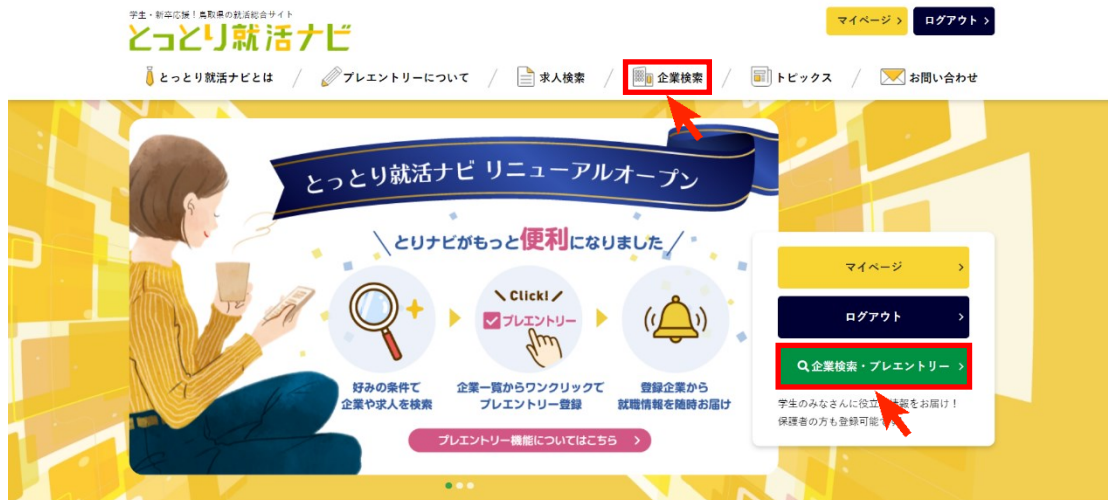 学生・新卒応援！鳥取県の就活総合サイト
とっとり就活ナビ
マイページ
ログアウト
とっとり就活ナビとは
プレエントリーについて
求人検索
企業検索
トピックス
お問い合わせ
とっとり就活ナビ リニューアルオープン
とりナビがもっと便利になりました
Click!
プレエントリー
好みの条件で
企業や求人を検索
企業一覧からワンクリックで
プレエントリー登録
登録企業から
就職情報を随時お届け
プレエントリー機能についてはこちら
マイページ
ログアウト
企業検索・プレエントリー
学生のみなさんに役立 情報をお届け！
保護者の方も登録可能